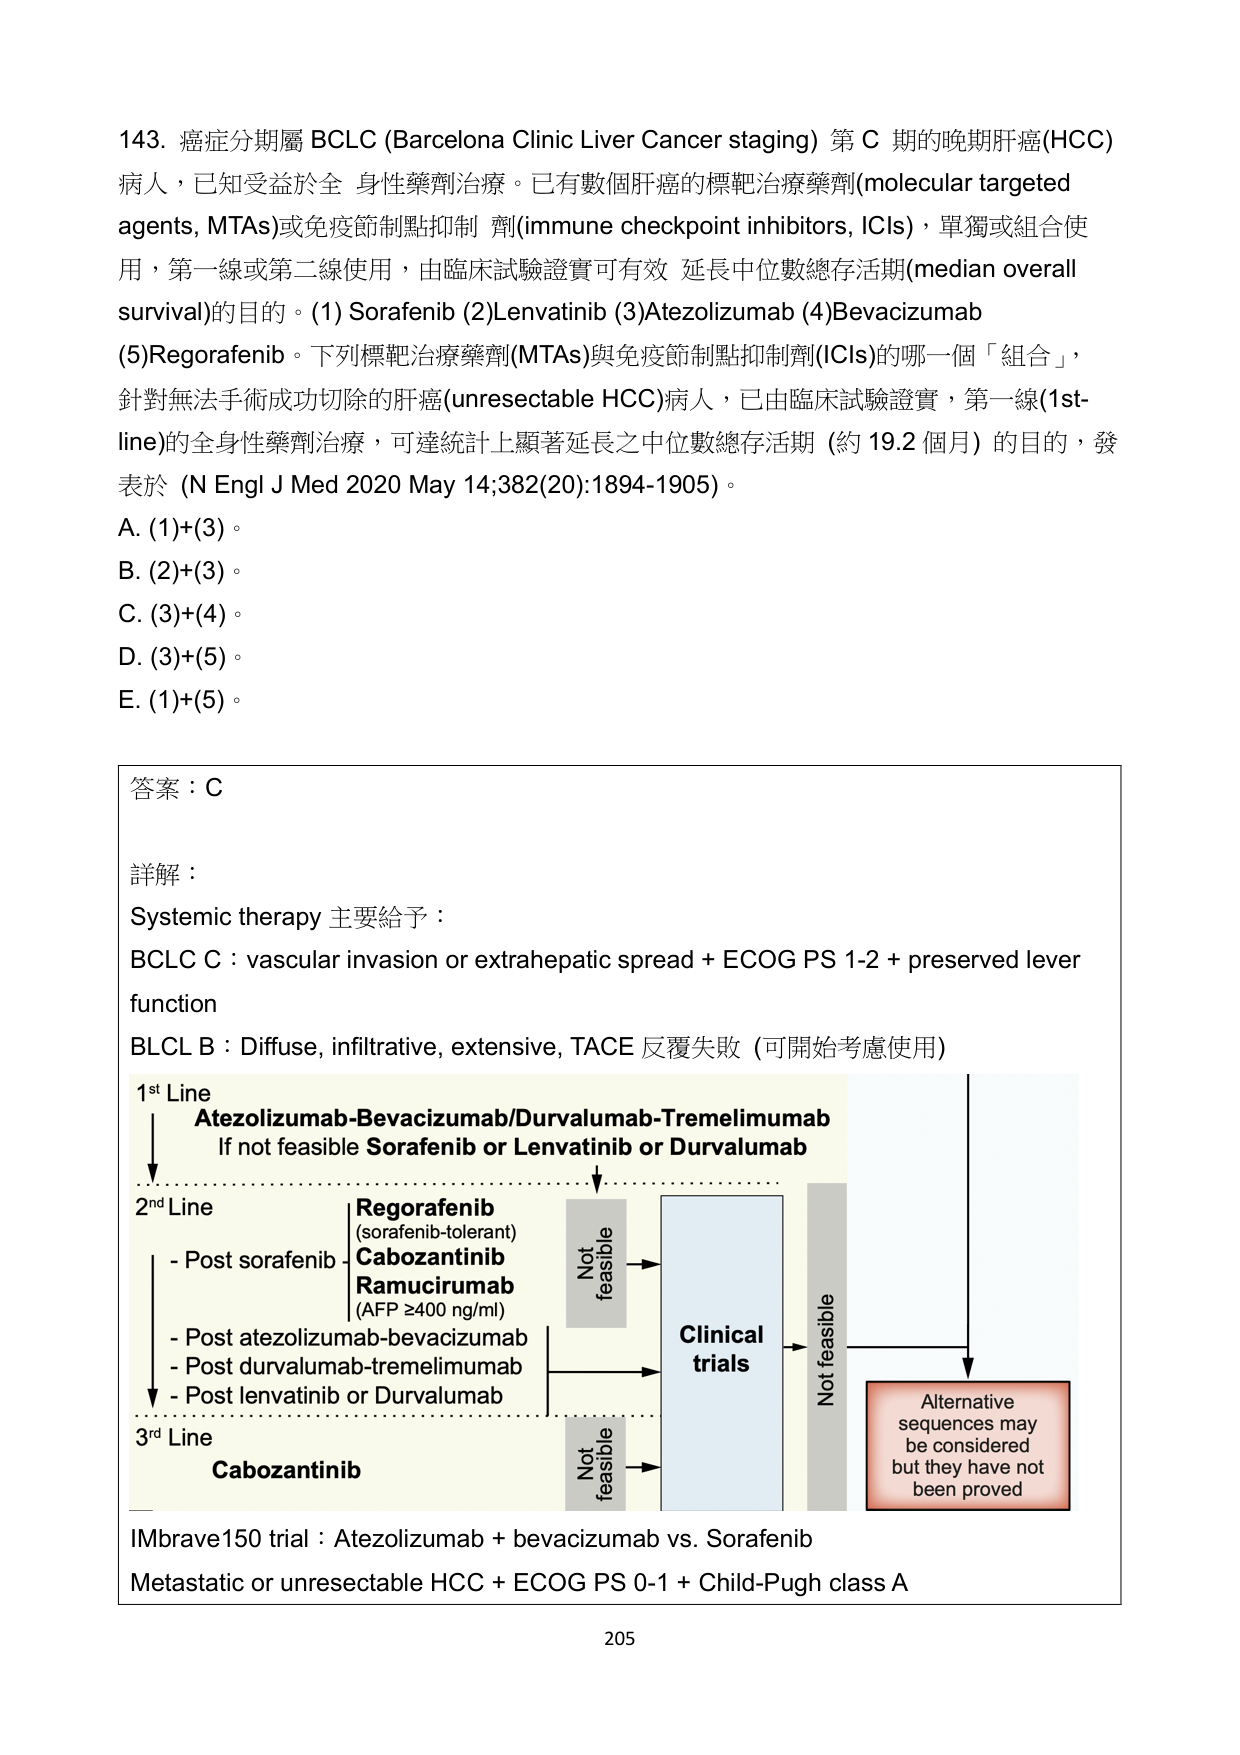 143. 癌症分期屬 BCLC (Barcelona Clinic Liver Cancer staging) 第 C 期的晚期肝癌(HCC)
病人，已知受益於全 身性藥劑治療。已有數個肝癌的標靶治療藥劑(molecular targeted
agents, MTAs)或免疫節制點抑制 劑(immune checkpoint inhibitors, ICIs)，單獨或組合使
用，第一線或第二線使用，由臨床試驗證實可有效 延長中位數總存活期(median overall
survival)的目的。(1) Sorafenib (2)Lenvatinib (3)Atezolizumab (4)Bevacizumab
(5)Regorafenib。下列標靶治療藥劑(MTAs)與免疫節制點抑制劑(ICIs)的哪一個「組合」，
針對無法手術成功切除的肝癌(unresectable HCC)病人，已由臨床試驗證實，第一線(1st-
line)的全身性藥劑治療，可達統計上顯著延長之中位數總存活期 (約 19.2 個月) 的目的，發
表於 (N Engl J Med 2020 May 14;382(20):1894-1905)。
A. (1)+(3)。
B. (2)+(3)。
C. (3)+(4)。
D. (3)+(5)。
E. (1)+(5)。
答案：C
詳解：
Systemic therapy 主要給予：
BCLC C：vascular invasion or extrahepatic spread + ECOG PS 1-2 + preserved lever
function
BLCL B：Diffuse, infiltrative, extensive, TACE 反覆失敗 (可開始考慮使用)
1st Line
Atezolizumab-Bevacizumab/Durvalumab-Tremelimumab
If not feasible Sorafenib or Lenvatinib or Durvalumab
2nd Line
- Post sorafenib
Regorafenib
(sorafenib-tolerant)
Cabozantinib
Ramucirumab
(AFP ≥400 ng/ml)
- Post atezolizumab-bevacizumab
- Post durvalumab-tremelimumab
- Post lenvatinib or Durvalumab
Not
feasible
Clinical
trials
Not feasible
3rd Line
Cabozantinib
Not
feasible
Alternative
sequences may
be considered
but they have not
been proved
IMbrave150 trial：Atezolizumab + bevacizumab vs. Sorafenib
Metastatic or unresectable HCC + ECOG PS 0-1 + Child-Pugh class A
205